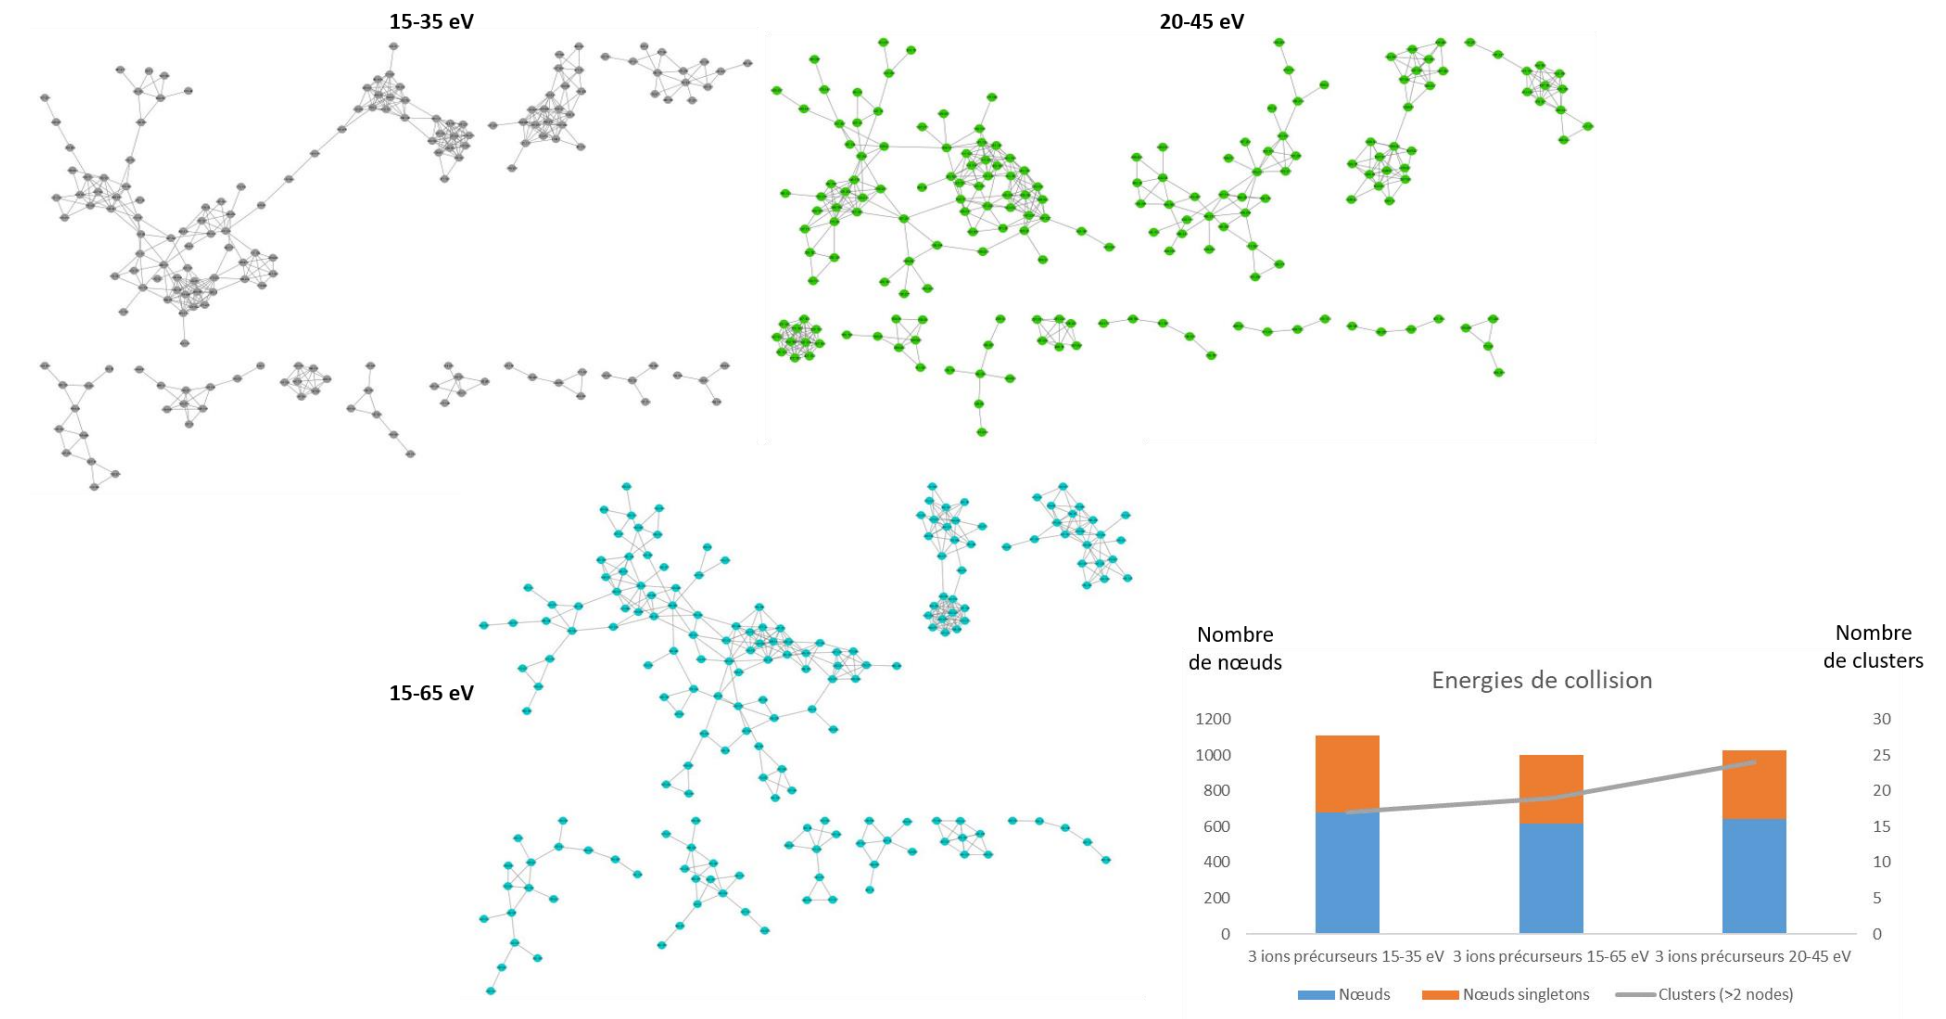 15-35 eV
20-45 eV
15-65 eV
Nombre
de nœuds
Nombre
de clusters
Energies de collision
1200
1000
800
600
400
200
0
30
25
20
15
10
5
0
3 ions précurseurs 15-35 eV
3 ions précurseurs 15-65 eV
3 ions précurseurs 20-45 eV
Nœuds
Nœuds singletons
Clusters (>2 nodes)